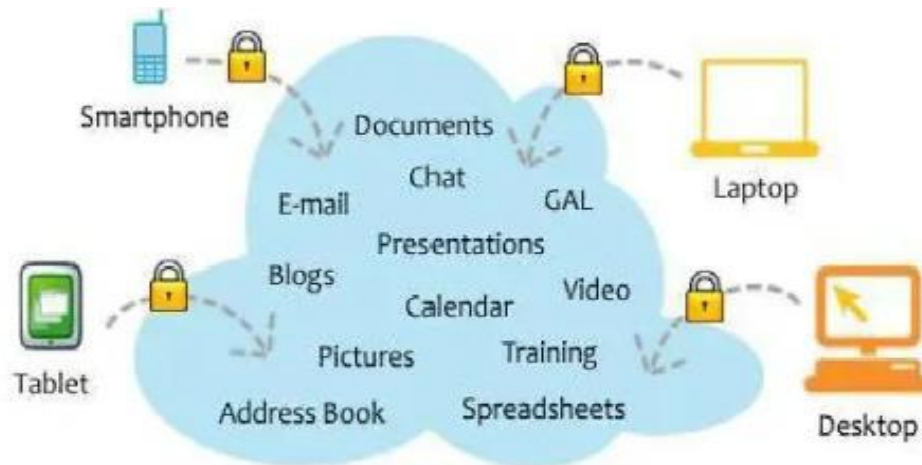 Smartphone
Documents
Chat
Laptop
E-mail
GAL
Presentations
Blogs
Video
Calendar
Pictures
Training
Tablet
Address Book
Spreadsheets
Desktop